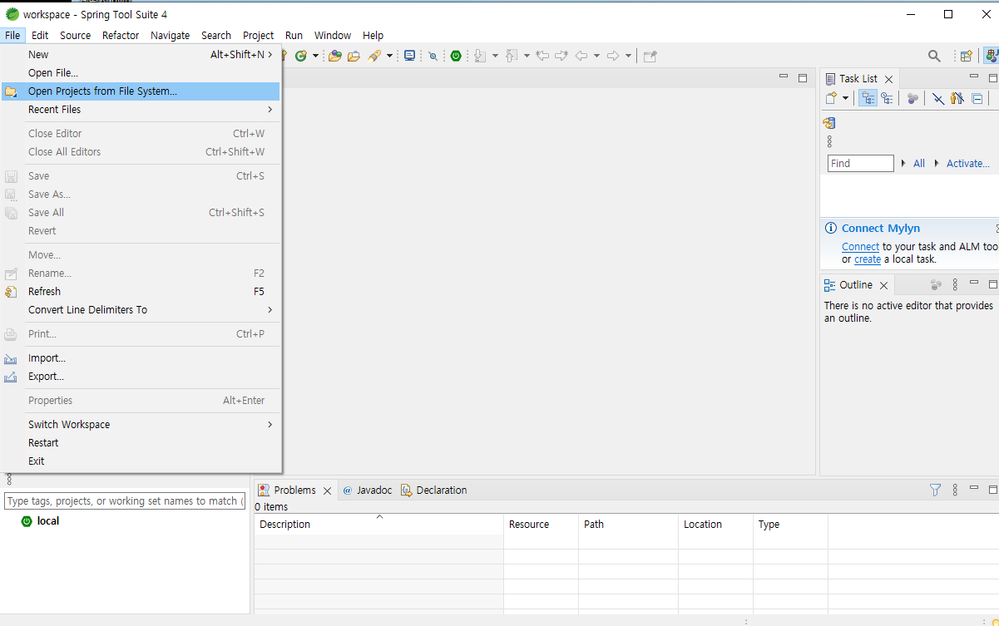 workspace - Spring Tool Suite 4
File Edit Source Refactor Navigate Search Project Run Window Help
New Alt+Shift+N
Open File...
Open Projects from File System...
Recent Files
Close Editor Ctrl+W
Close All Editors Ctrl+Shift+W
Save Ctrl+S
Save As...
Save All Ctrl+Shift+S
Revert
Move...
Rename... F2
Refresh F5
Convert Line Delimiters To
Print... Ctrl+P
Import...
Export...
Properties Alt+Enter
Switch Workspace
Restart
Exit
Type tags, projects, or working set names to match (
local
Task List
Find All Activate...
Connect Mylyn
Connect to your task and ALM too
or create a local task.
Outline
There is no active editor that provides
an outline.
Problems @ Javadoc Declaration
0 items
Description Resource Path Location Type